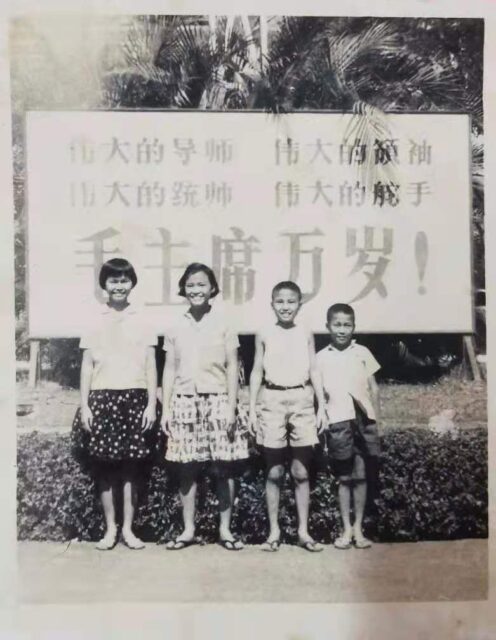 伟大的导师　伟大的领袖
伟大的统师　伟大的舵手
毛主席万岁！